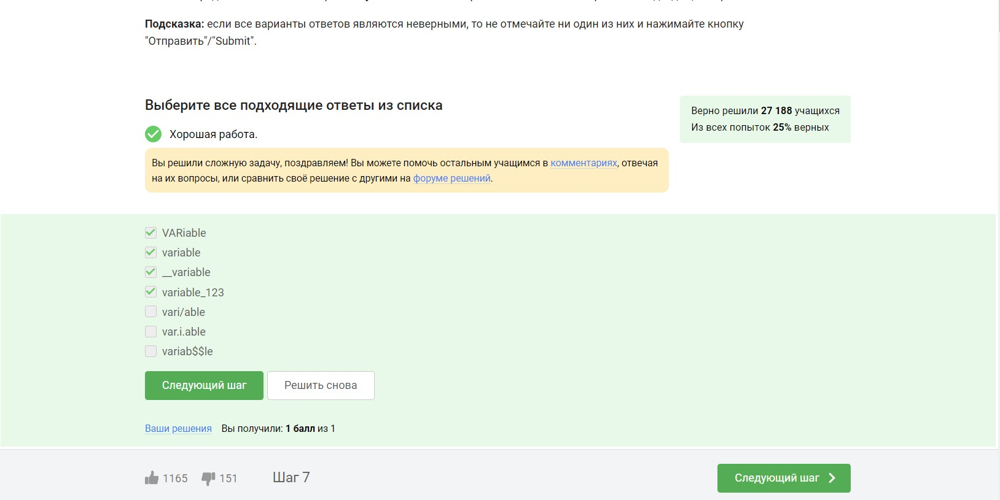 Подсказка: если все варианты ответов являются неверными, то не отмечайте ни один из них и нажимайте кнопку
"Отправить"/"Submit".
Выберите все подходящие ответы из списка
Верно решили 27 188 учащихся
Из всех попыток 25% верных
Хорошая работа.
Вы решили сложную задачу, поздравляем! Вы можете помочь остальным учащимся в комментариях, отвечая
на их вопросы, или сравнить своё решение с другими на форуме решений.
VARiable
variable
__variable
variable_123
vari/able
var.i.able
variab$$le
Следующий шаг Решить снова
Ваши решения Вы получили: 1 балл из 1
1165 151 Шаг 7 Следующий шаг